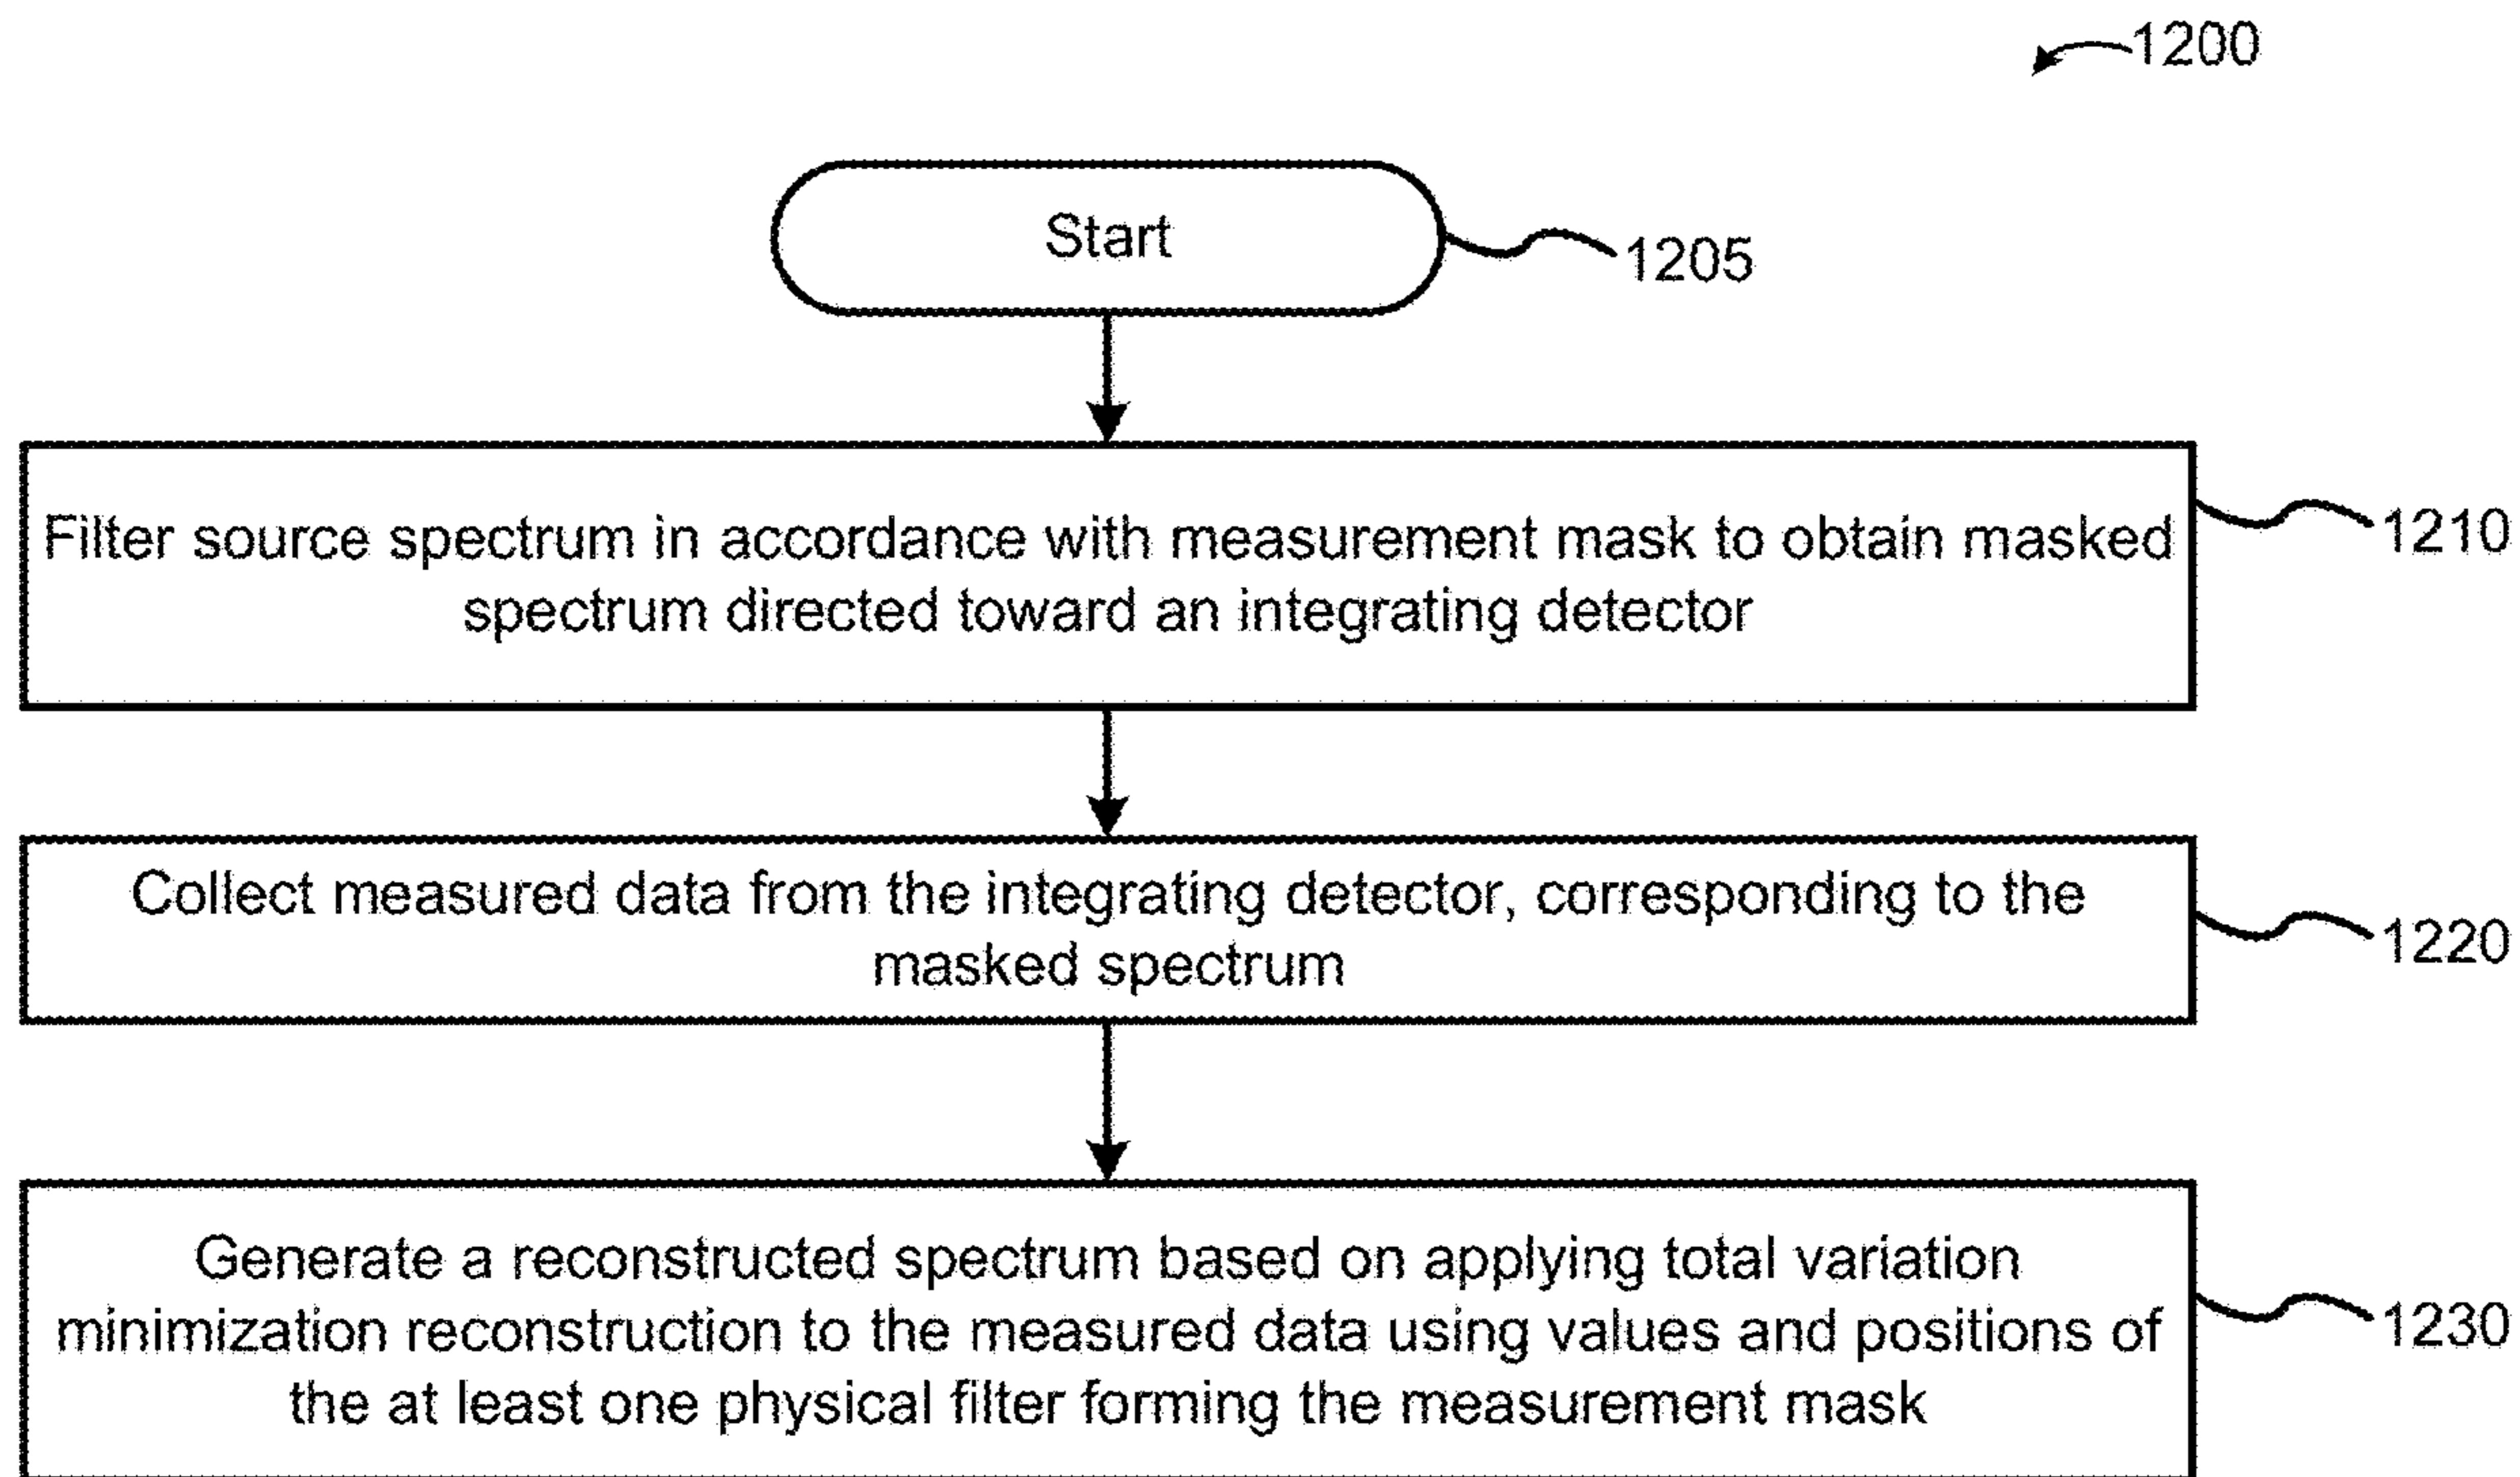 1200
Start
1205
Filter source spectrum in accordance with measurement mask to obtain masked
spectrum directed toward an integrating detector
1210
Collect measured data from the integrating detector, corresponding to the
masked spectrum
1220
Generate a reconstructed spectrum based on applying total variation
minimization reconstruction to the measured data using values and positions of
the at least one physical filter forming the measurement mask
1230